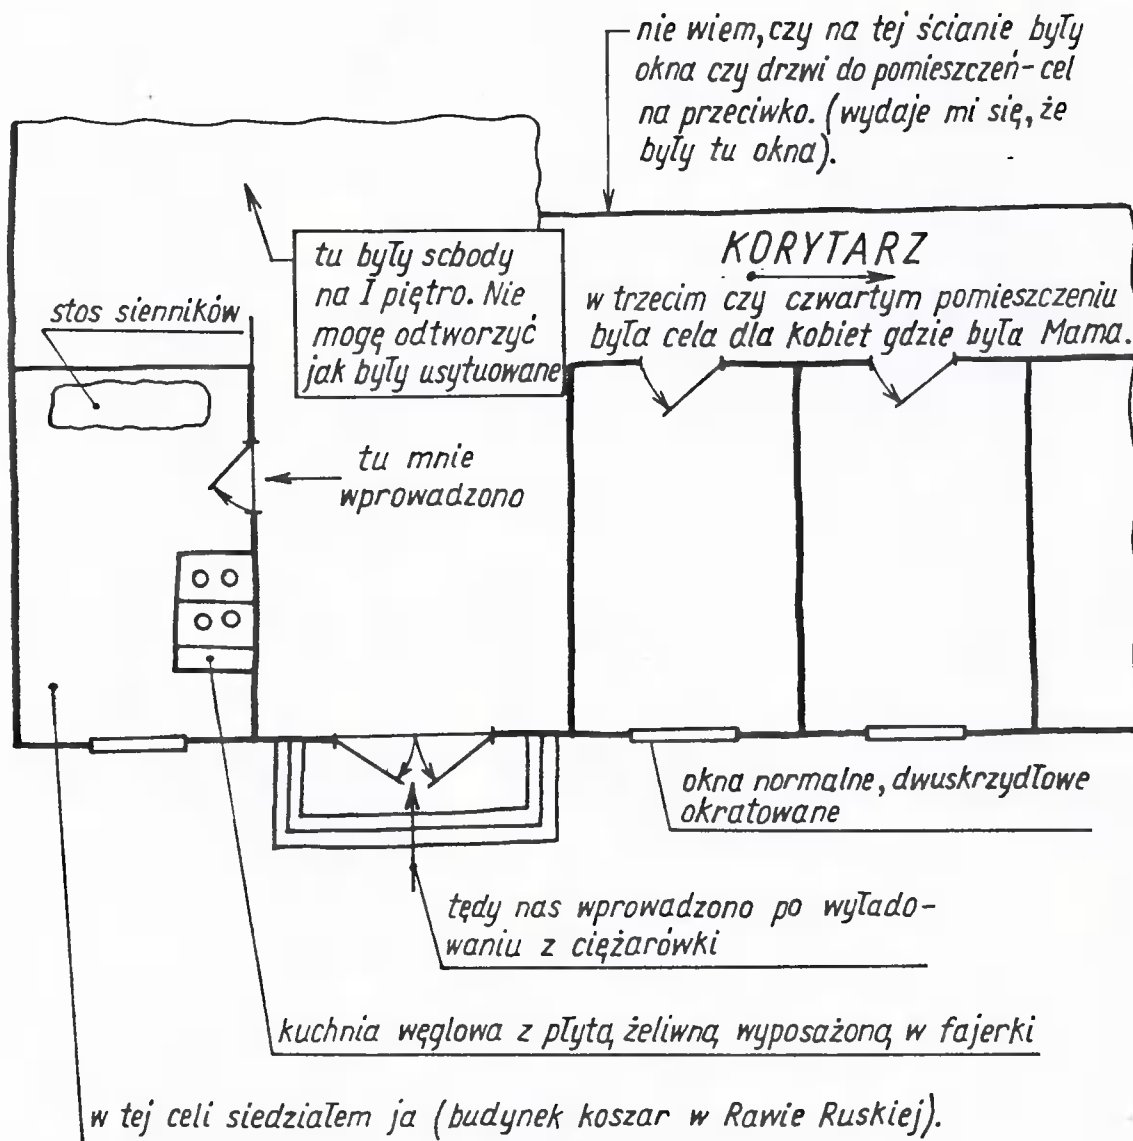 nie wiem, czy na tej ścianie były
okna czy drzwi do pomieszczeń-cel
na przeciwko. (wydaje mi się, że
były tu okna).
KORYTARZ
w trzecim czy czwartym pomieszczeniu
była cela dla kobiet gdzie była Mama.
tu były schody
na I piętro. Nie
mogę odtworzyć
jak były usytuowane
stos sienników
tu mnie
wprowadzono
okna normalne, dwuskrzydłowe
okratowane
tędy nas wprowadzono po wyłado-
waniu z ciężarówki
kuchnia węglowa z płytą żeliwną wyposażoną w fajerki
w tej celi siedziałem ja (budynek koszar w Rawie Ruskiej).